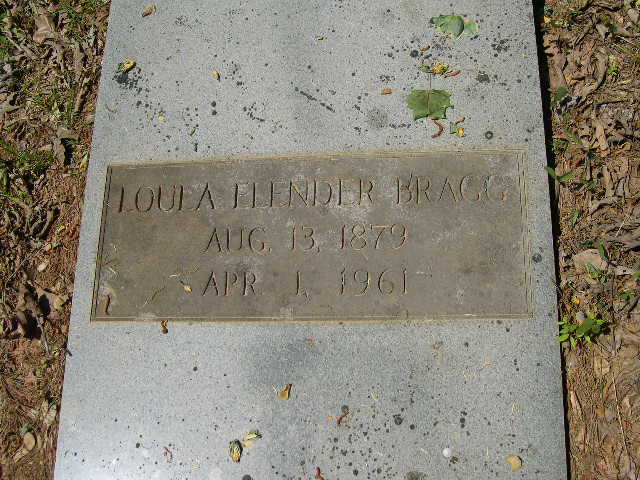 LOULA ELENDER BRAGG
AUG. 13, 1879
APR. 1, 1961